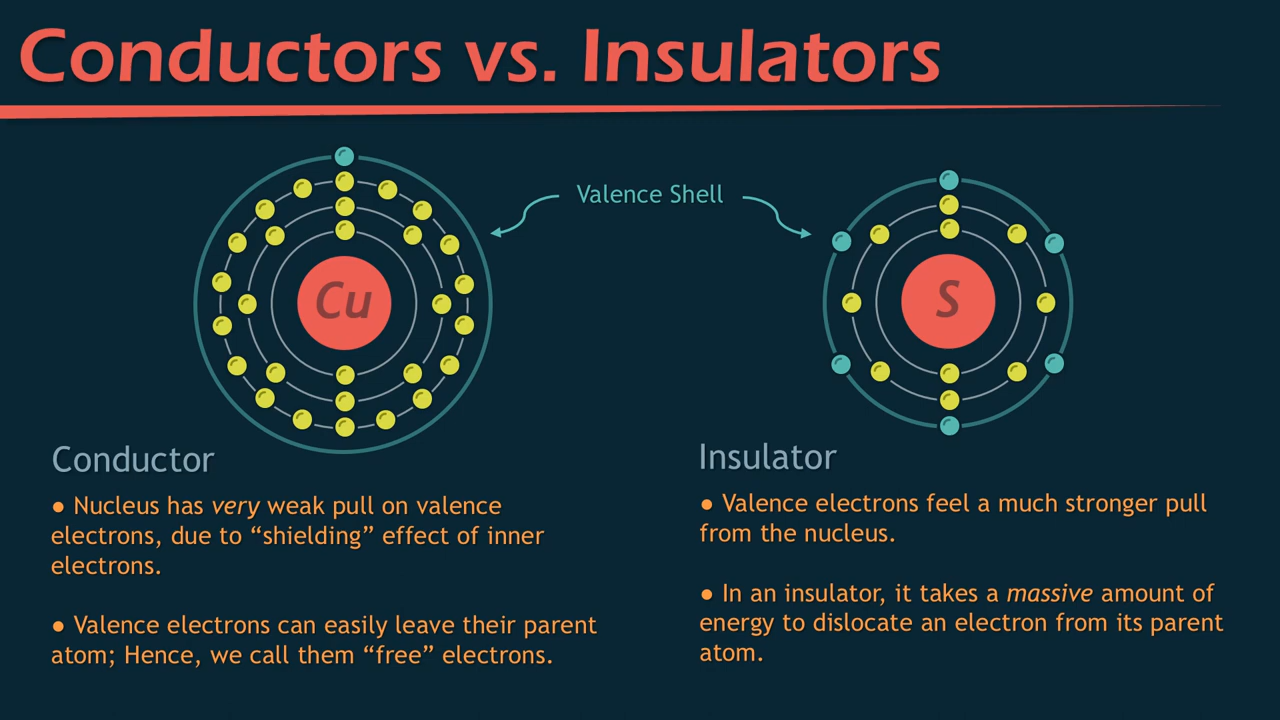 Conductors vs. Insulators
Valence Shell
Cu
S
Conductor
● Nucleus has very weak pull on valence
electrons, due to “shielding” effect of inner
electrons.
● Valence electrons can easily leave their parent
atom; Hence, we call them “free” electrons.
Insulator
● Valence electrons feel a much stronger pull
from the nucleus.
● In an insulator, it takes a massive amount of
energy to dislocate an electron from its parent
atom.